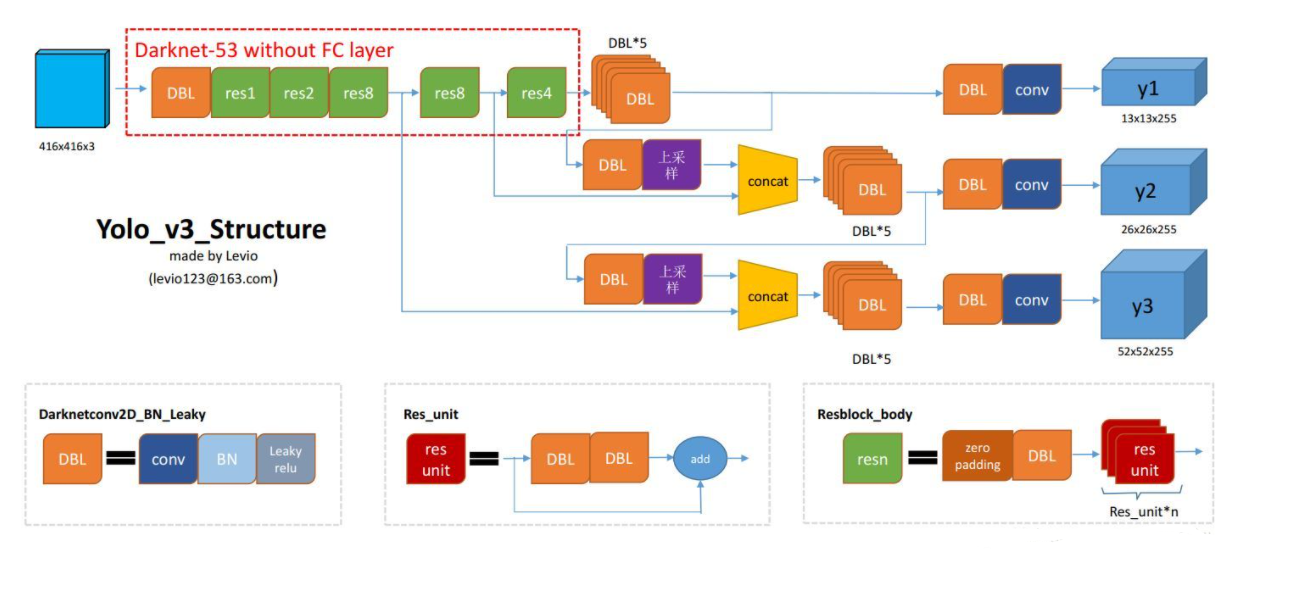 Darknet-53 without FC layer
DBL*5
DBL
res1
res2
res8
res8
res4
DBL
DBL
conv
y1
13x13x255
416x416x3
DBL
上采
样
concat
DBL
DBL*5
DBL
conv
y2
26x26x255
Yolo_v3_Structure
made by Levio
(levio123@163.com)
DBL
上采
样
concat
DBL
DBL*5
DBL
conv
y3
52x52x255
Darknetconv2D_BN_Leaky
DBL
conv
BN
Leaky
relu
Res_unit
res
unit
DBL
DBL
add
Resblock_body
resn
zero
padding
DBL
res
unit
Res_unit*n